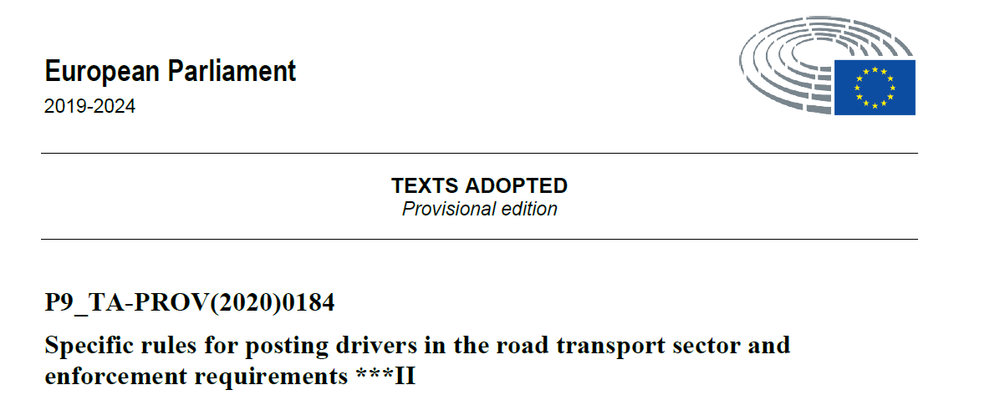 European Parliament
2019-2024
TEXTS ADOPTED
Provisional edition
P9_TA-PROV(2020)0184
Specific rules for posting drivers in the road transport sector and
enforcement requirements ***II